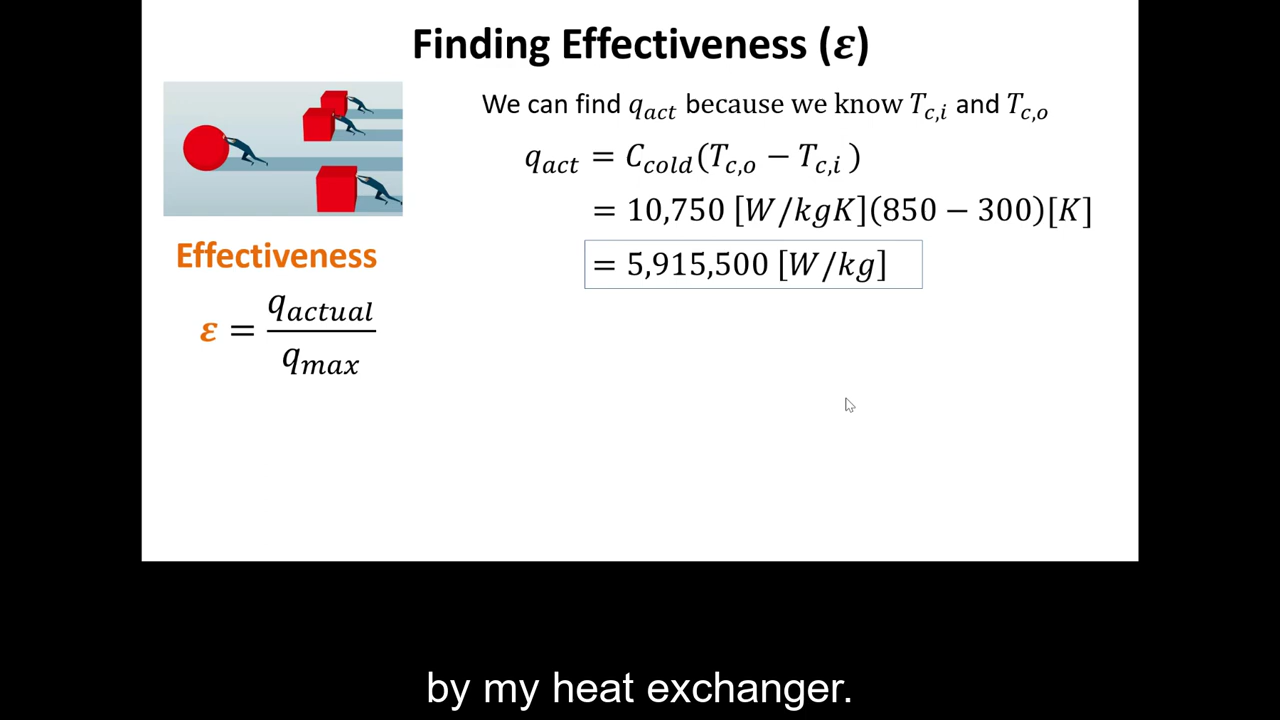 Finding Effectiveness (ε)
We can find q_act because we know T_c,i and T_c,o
q_act = C_cold(T_c,o − T_c,i )
= 10,750 [W/kgK](850 − 300)[K]
= 5,915,500 [W/kg]
Effectiveness
ε = q_actual / q_max
by my heat exchanger.